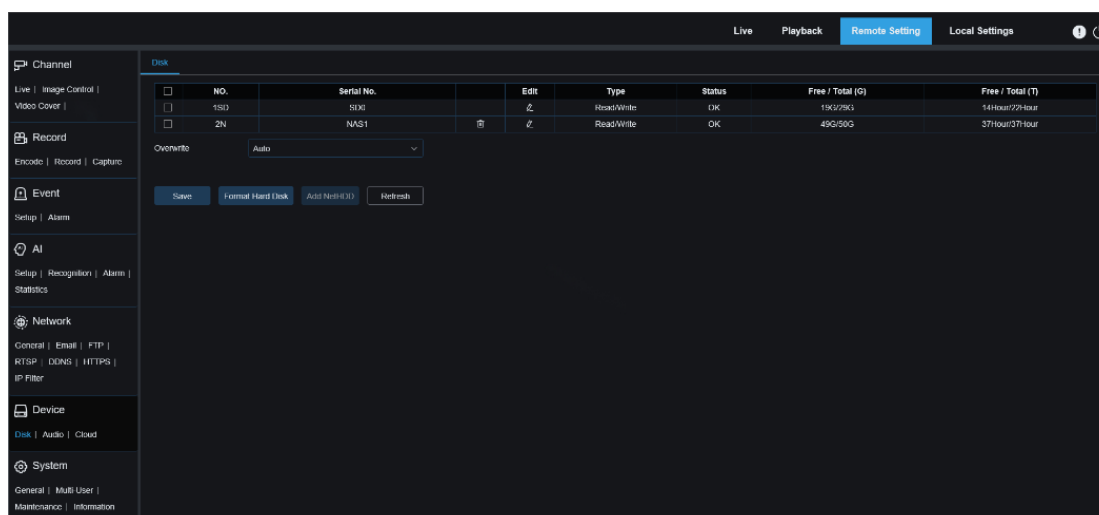 Live Playback Remote Setting Local Settings
Channel
Live | Image Control |
Video Cover |
Record
Encode | Record | Capture
Event
Setup | Alarm
AI
Setup | Recognition | Alarm |
Statistics
Network
General | Email | FTP |
RTSP | DDNS | HTTPS |
IP Filter
Device
Disk | Audio | Cloud
System
General | Multi User |
Maintenance | Information
Disk
NO. Serial No. Edit Type Status Free / Total (G) Free / Total (T)
1SD SD0 Read/Write OK 19G/29G 14Hour/22Hour
2N NAS1 Read/Write OK 49G/50G 37Hour/37Hour
Overwrite Auto
Save Format Hard Disk Add NetHDD Refresh